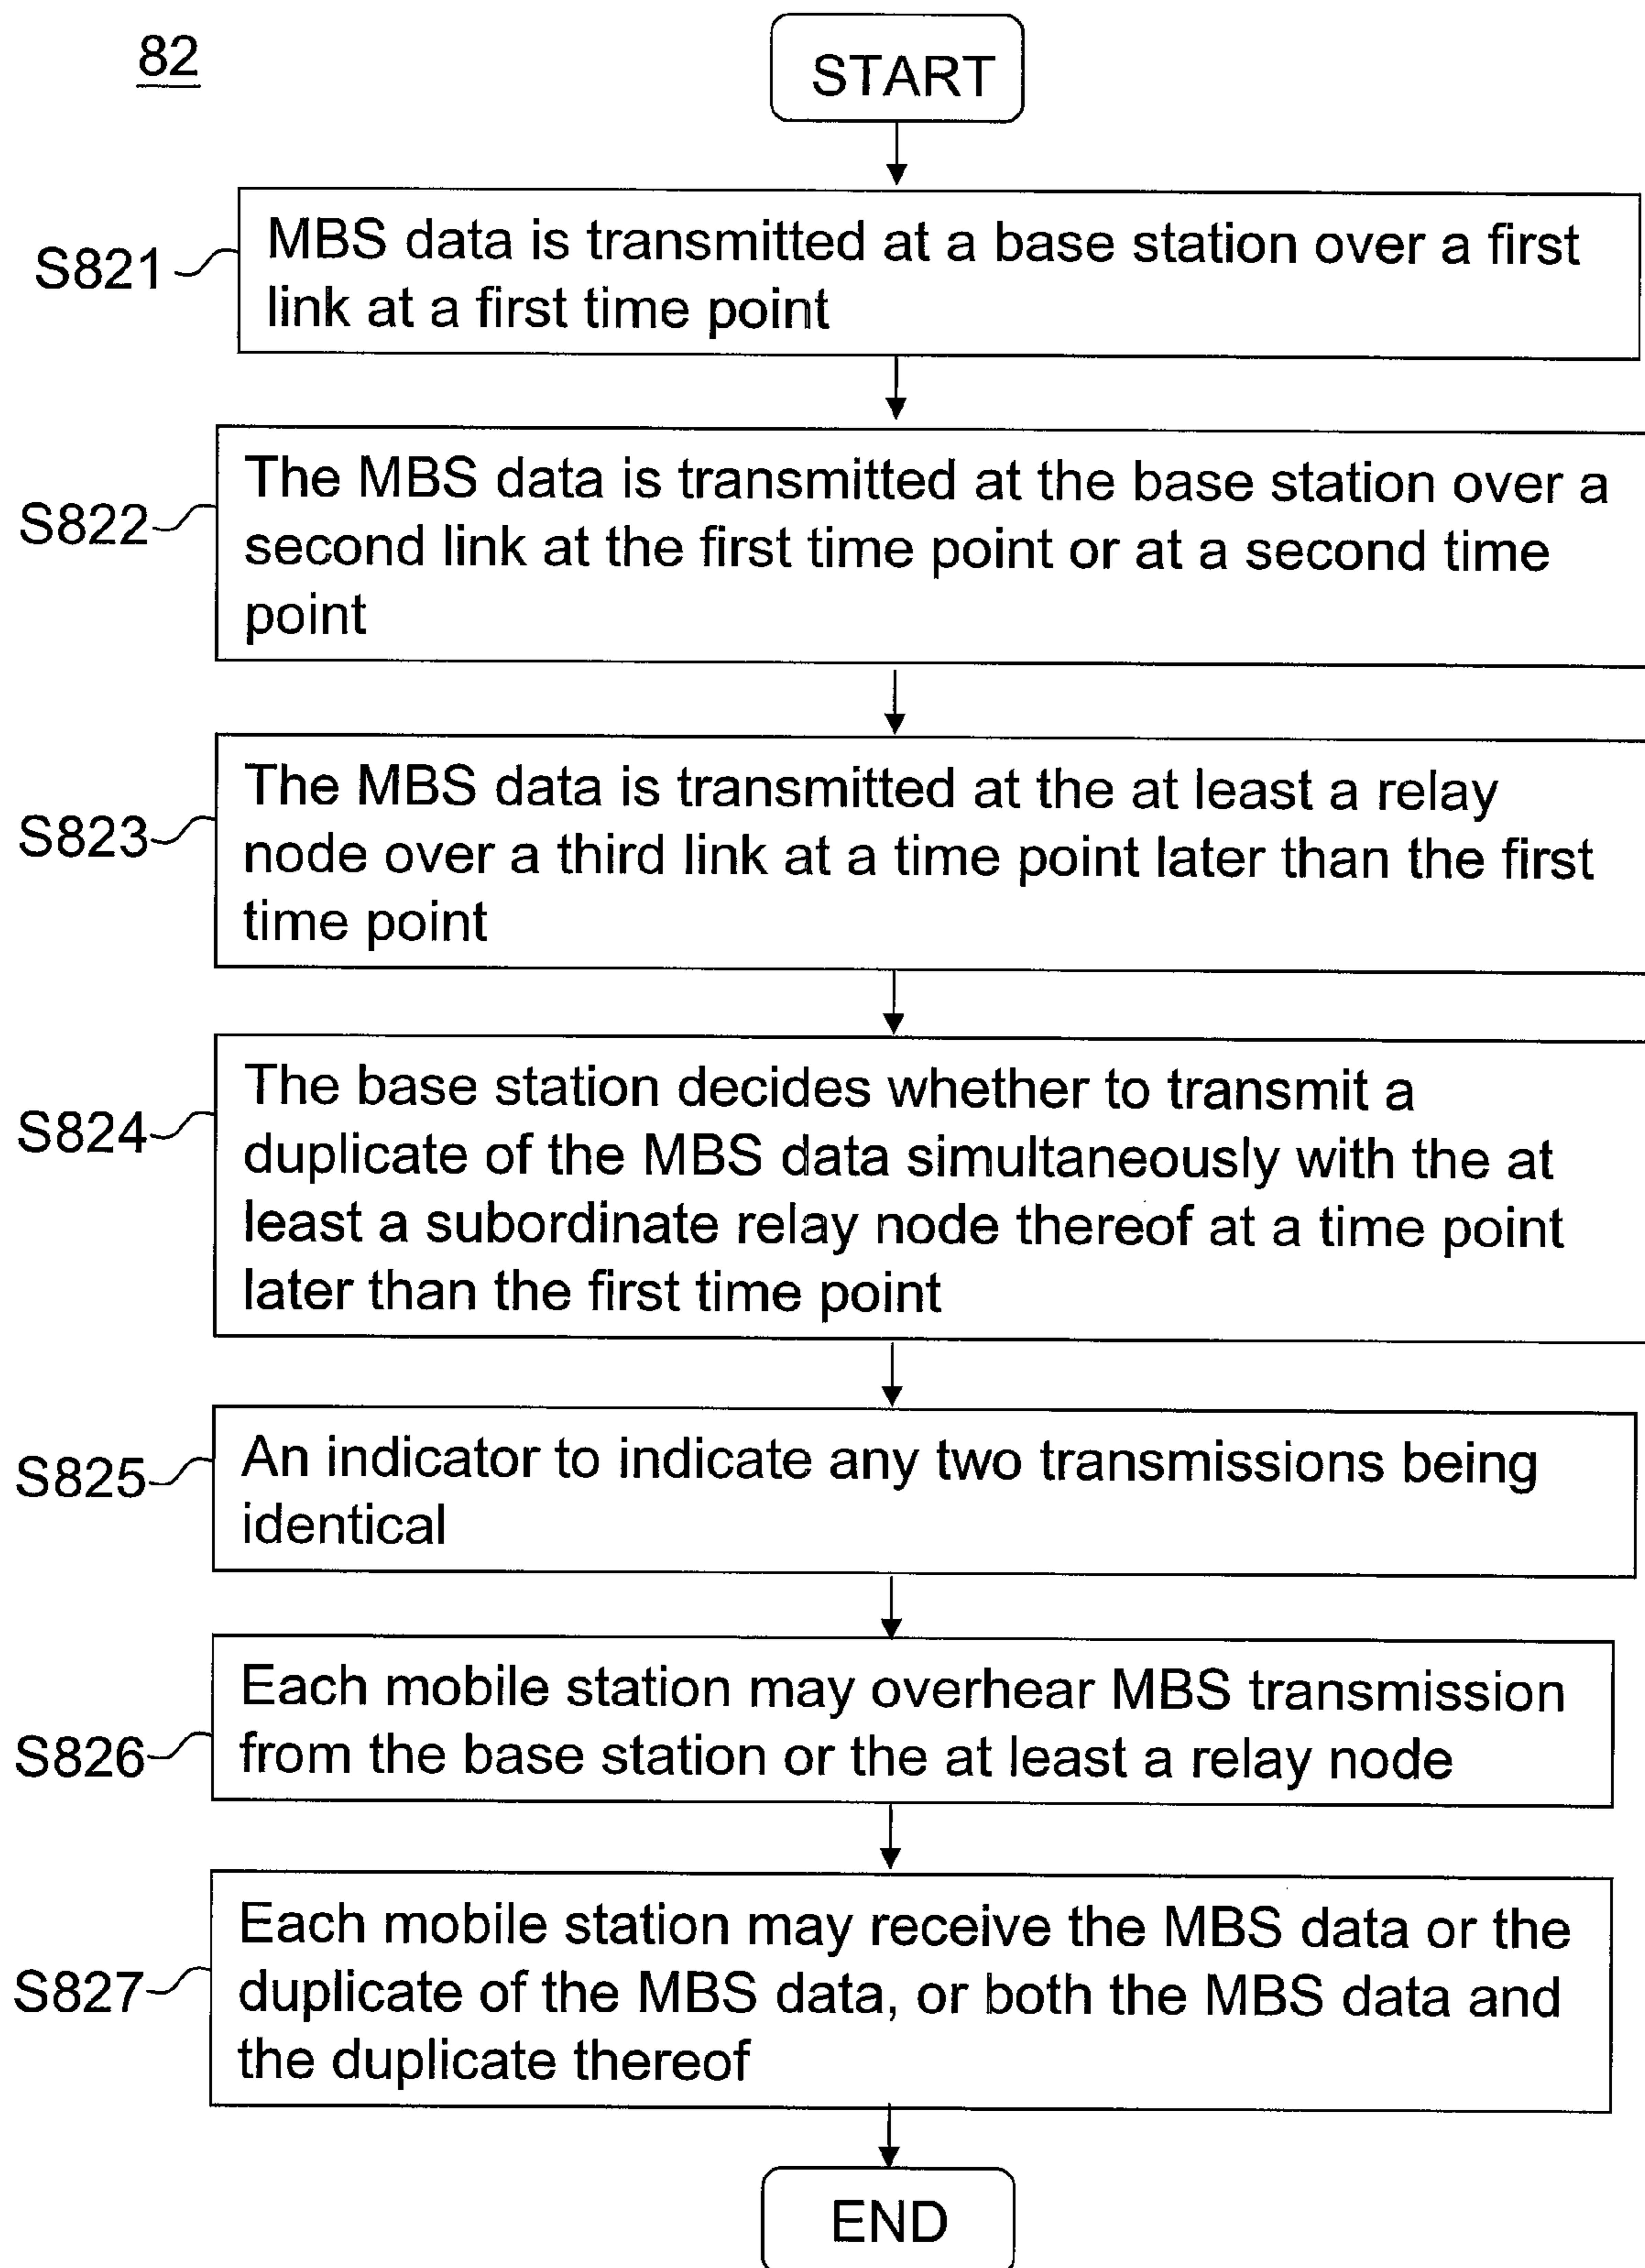 82
START
S821
MBS data is transmitted at a base station over a first
link at a first time point
S822
The MBS data is transmitted at the base station over a
second link at the first time point or at a second time
point
S823
The MBS data is transmitted at the at least a relay
node over a third link at a time point later than the first
time point
S824
The base station decides whether to transmit a
duplicate of the MBS data simultaneously with the at
least a subordinate relay node thereof at a time point
later than the first time point
S825
An indicator to indicate any two transmissions being
identical
S826
Each mobile station may overhear MBS transmission
from the base station or the at least a relay node
S827
Each mobile station may receive the MBS data or the
duplicate of the MBS data, or both the MBS data and
the duplicate thereof
END